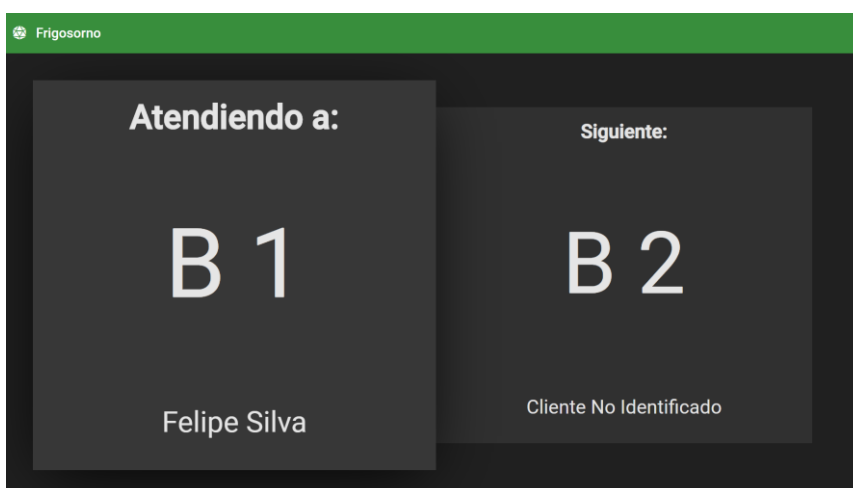 Frigosorno
Atendiendo a:
B 1
Felipe Silva
Siguiente:
B 2
Cliente No Identificado